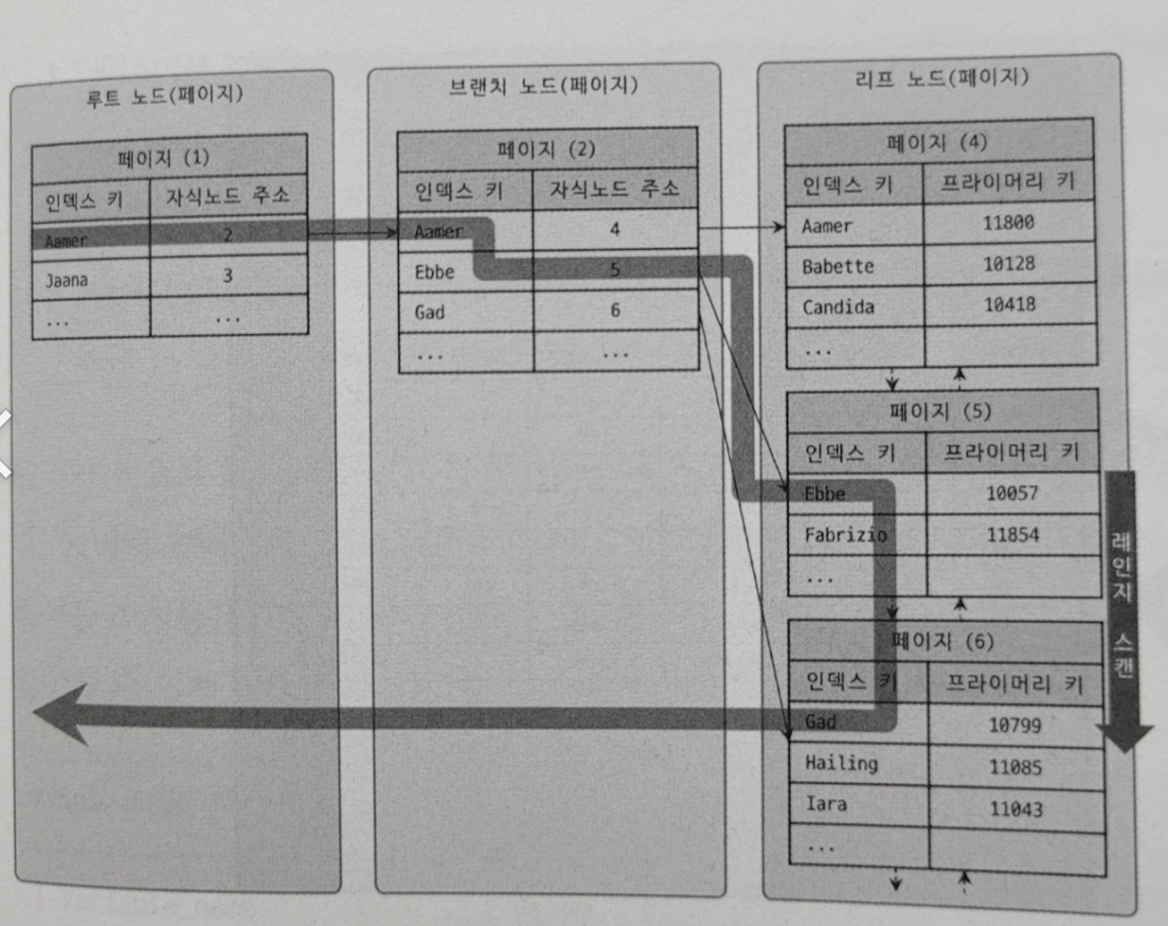 루트 노드(페이지)
페이지 (1)
인덱스 키 자식노드 주소
Aamer 2
Jaana 3
... ...
브랜치 노드(페이지)
페이지 (2)
인덱스 키 자식노드 주소
Aamer 4
Ebbe 5
Gad 6
... ...
리프 노드(페이지)
페이지 (4)
인덱스 키 프라이머리 키
Aamer 11800
Babette 10128
Candida 10418
...
페이지 (5)
인덱스 키 프라이머리 키
Ebbe 10057
Fabrizio 11854
...
페이지 (6)
인덱스 키 프라이머리 키
Gad 10799
Hailing 11085
Iara 11043
...
레인지 스캔